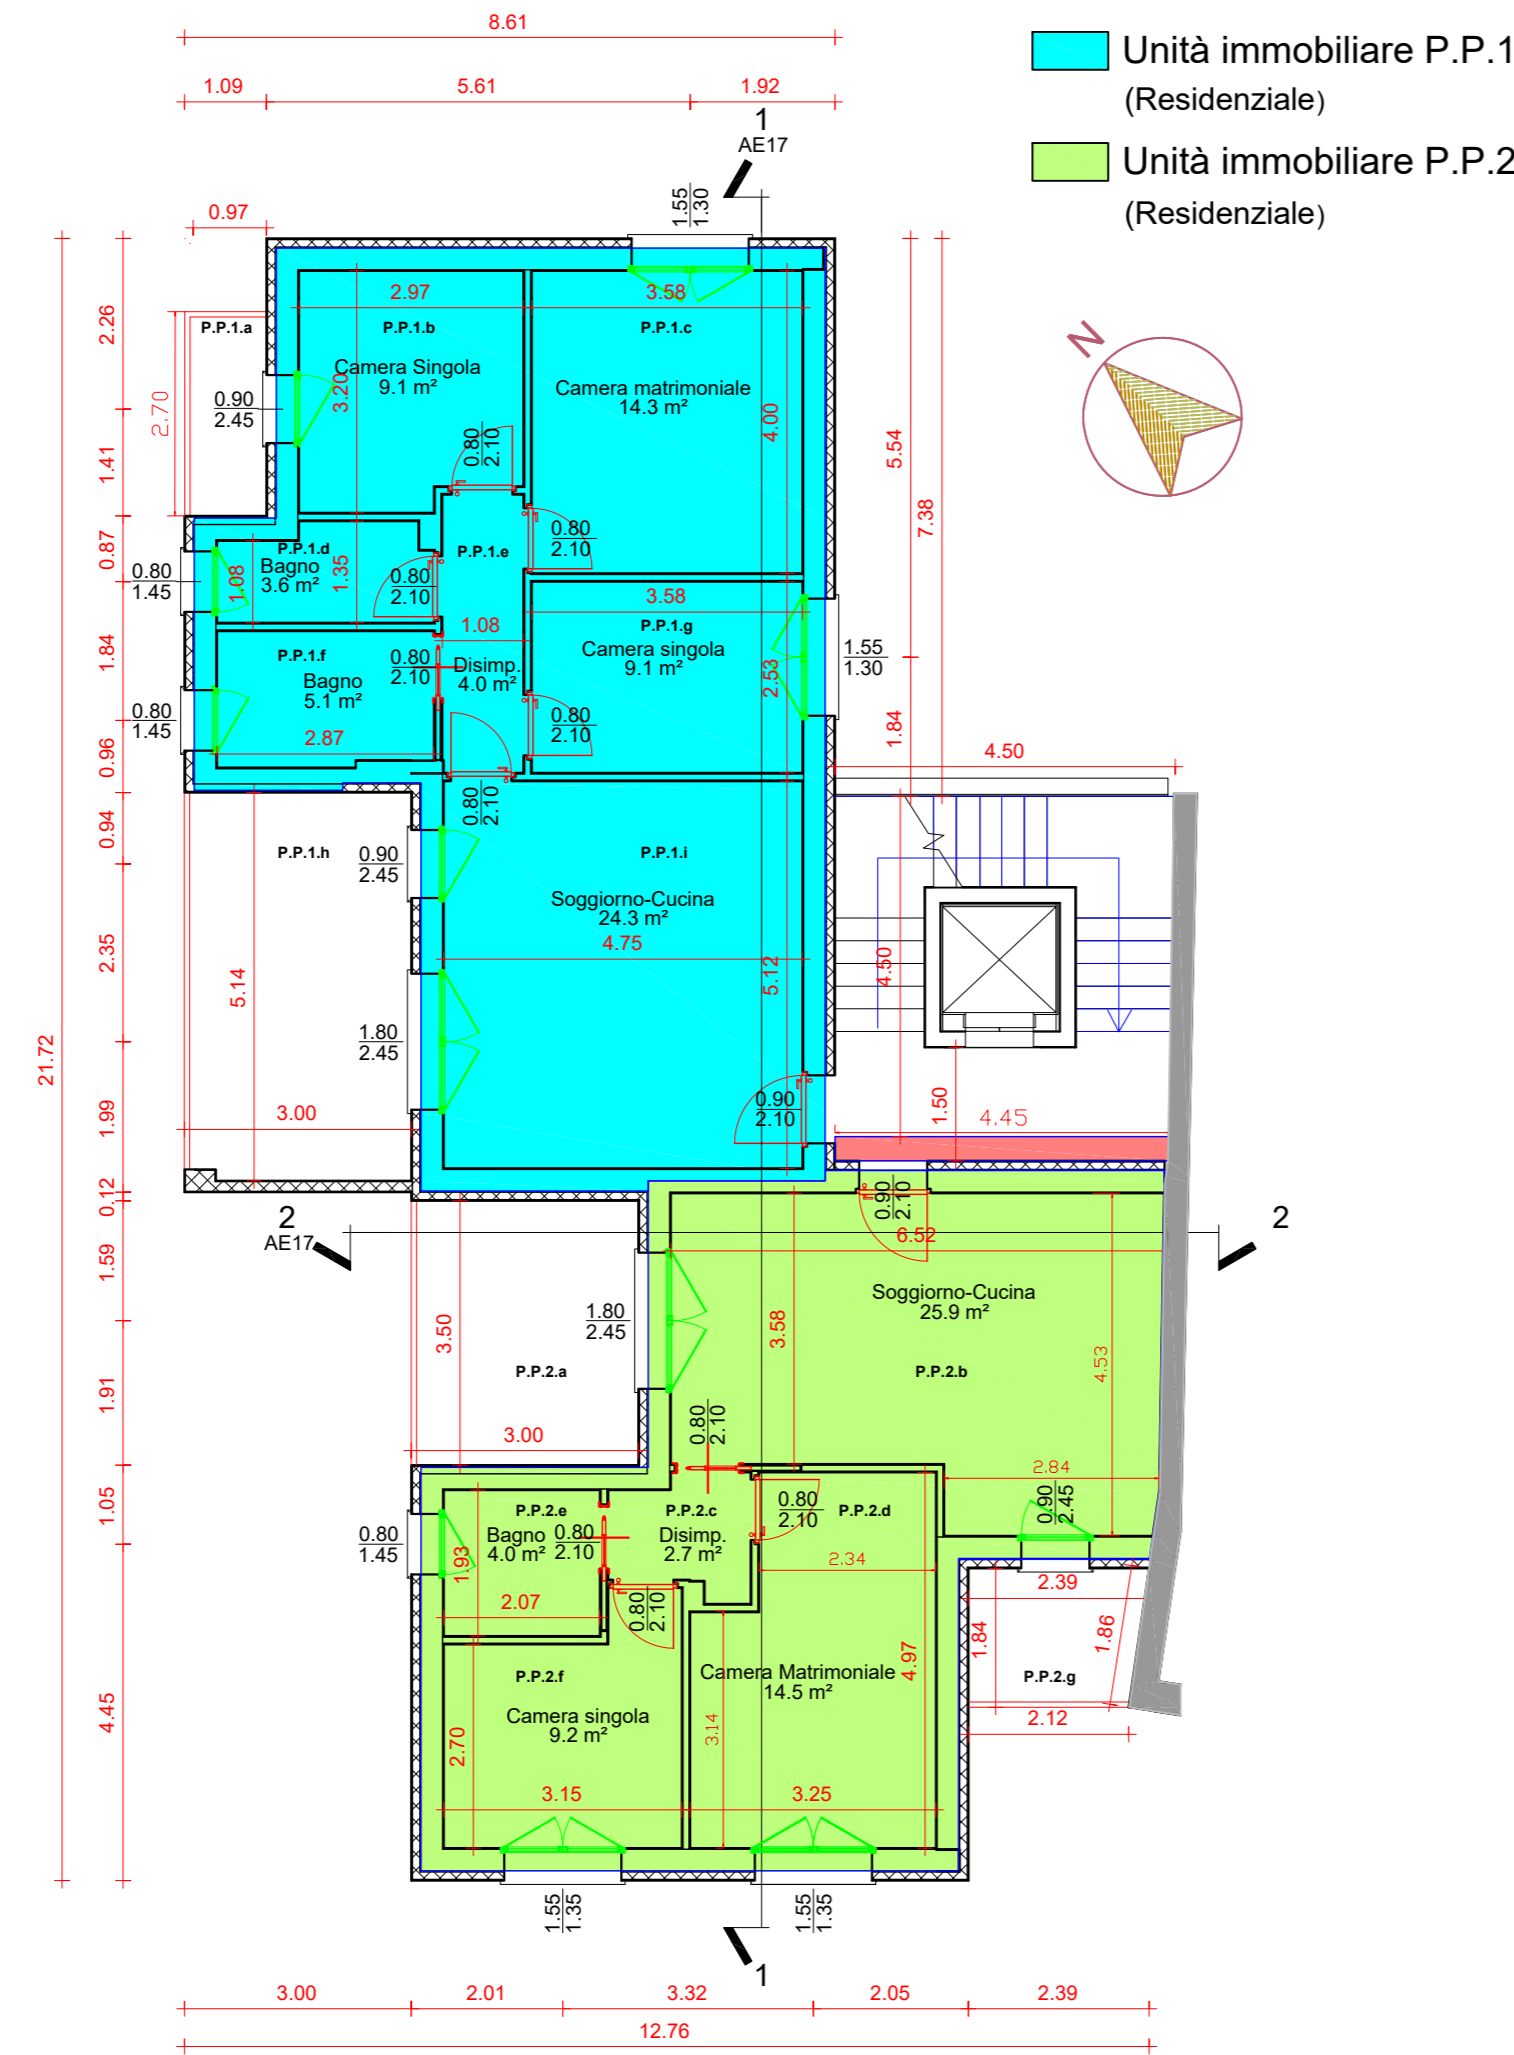 8.61
1.09
5.61
1.92
Unità immobiliare P.P.1
(Residenziale)
Unità immobiliare P.P.2
(Residenziale)
1
AE17
1.55
1.30
0.97
2.26
1.41
0.87
1.84
0.96
0.94
2.35
1.99
0.12
1.59
1.91
1.05
4.45
21.72
N
P.P.1.a
2.70
0.90
2.45
2.97
P.P.1.b
Camera Singola
9.1 m²
3.20
0.80
2.10
3.58
P.P.1.c
Camera matrimoniale
14.3 m²
4.00
0.80
2.10
5.54
7.38
1.84
P.P.1.d
Bagno
3.6 m²
1.08
1.35
0.80
2.10
0.80
1.45
P.P.1.e
1.08
Disimp.
4.0 m²
3.58
P.P.1.g
Camera singola
9.1 m²
2.53
0.80
2.10
1.55
1.30
P.P.1.f
Bagno
5.1 m²
2.87
0.80
2.10
0.80
1.45
4.50
0.80
2.10
P.P.1.h
5.14
3.00
0.90
2.45
1.80
2.45
P.P.1.i
Soggiorno-Cucina
24.3 m²
4.75
5.12
0.90
2.10
4.50
1.50
4.45
2
AE17
2
0.90
2.10
6.52
Soggiorno-Cucina
25.9 m²
P.P.2.b
3.58
4.53
2.84
0.90
2.45
1.80
2.45
3.50
P.P.2.a
3.00
0.80
2.10
P.P.2.e
Bagno
4.0 m²
1.93
2.07
0.80
1.45
0.80
2.10
P.P.2.c
Disimp.
2.7 m²
0.80
2.10
0.80
2.10
P.P.2.d
2.34
Camera Matrimoniale
14.5 m²
4.97
3.14
3.25
P.P.2.f
Camera singola
9.2 m²
2.70
3.15
2.39
1.84
1.86
P.P.2.g
2.12
1.55
1.35
1.55
1.35
1
3.00
2.01
3.32
2.05
2.39
12.76